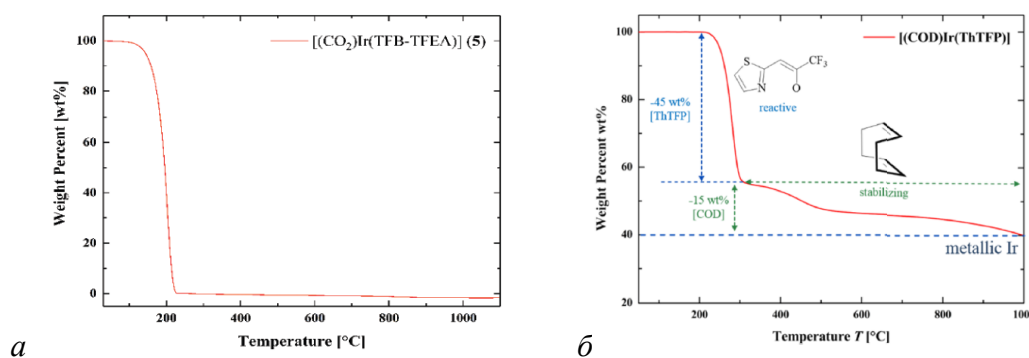 [(CO₂)Ir(TFB-TFEA)] (5)
Weight Percent [wt%]
100
80
60
40
20
0
200
400
600
800
1000
Temperature [°C]
а
[(COD)Ir(ThTFP)]
Weight Percent wt%
100
80
60
40
20
S
N
O
CF₃
reactive
-45 wt%
[ThTFP]
stabilizing
-15 wt%
[COD]
metallic Ir
200
400
600
800
100
Temperature T [°C]
б